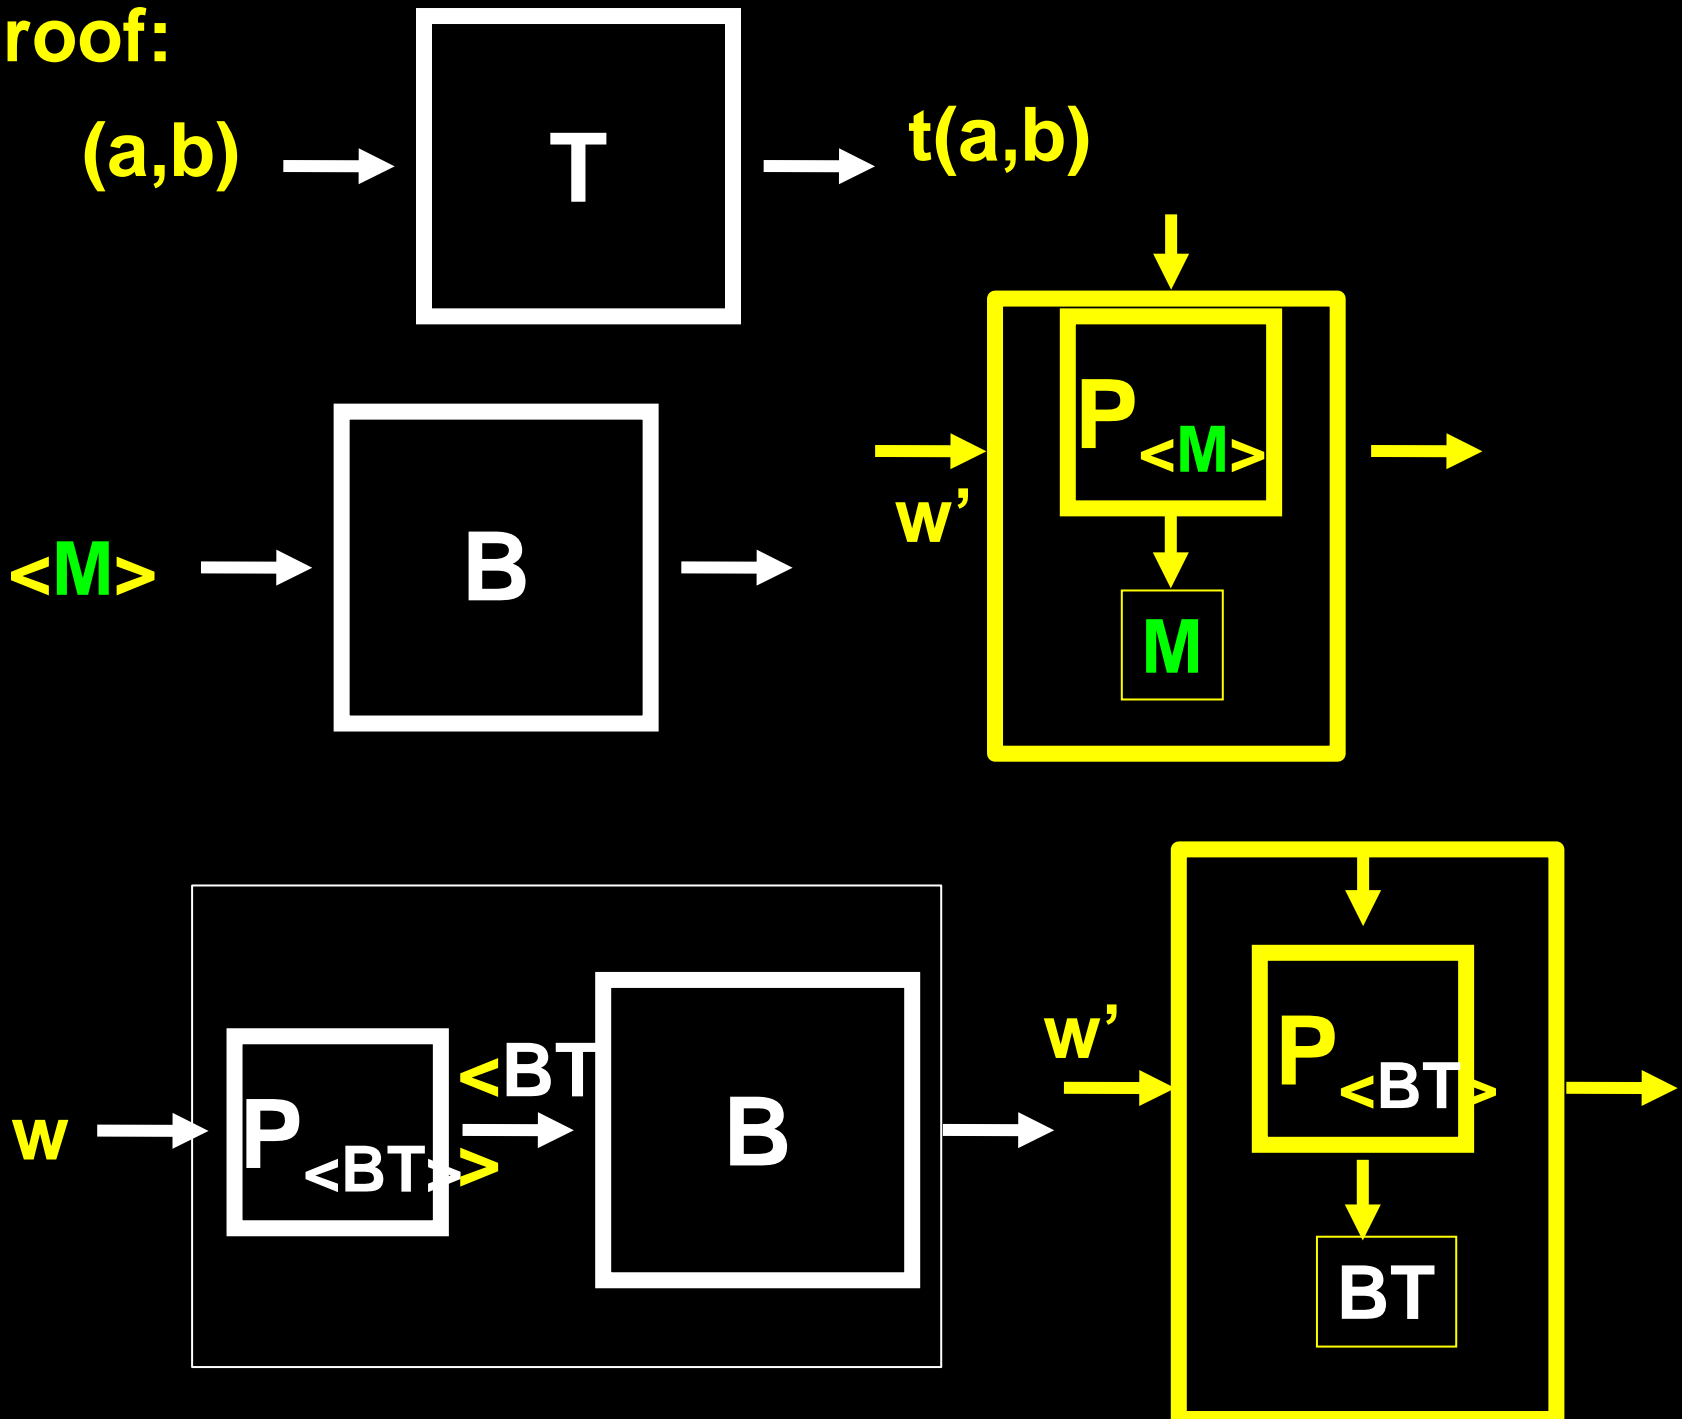 roof:
(a,b)
T
t(a,b)
P<M>
w’
<M>
B
M
w
P<BT>
<BT
>
B
w’
P<BT>
BT